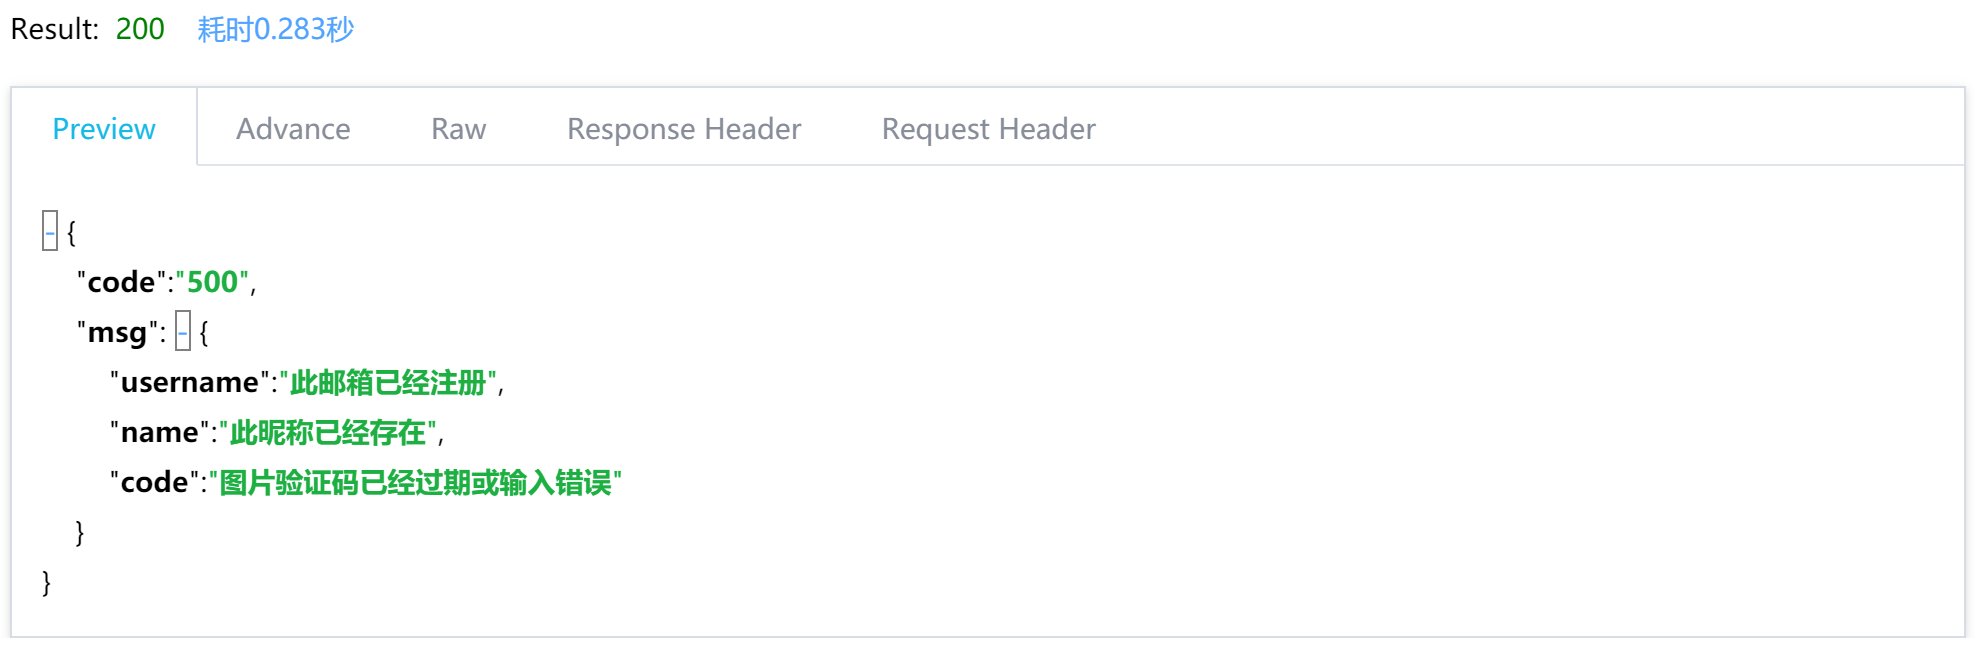 Result: 200 耗时0.283秒
Preview Advance Raw Response Header Request Header
- {
"code":"500",
"msg": - {
"username":"此邮箱已经注册",
"name":"此昵称已经存在",
"code":"图片验证码已经过期或输入错误"
}
}